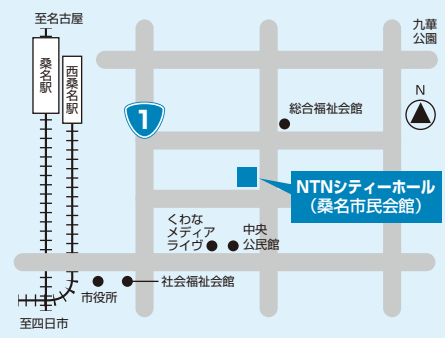 至名古屋
九華
公園
桑名駅
西桑名駅
1
総合福祉会館
N
NTNシティーホール
（桑名市民会館）
くわな
メディア
ライヴ
中央
公民館
社会福祉会館
市役所
至四日市